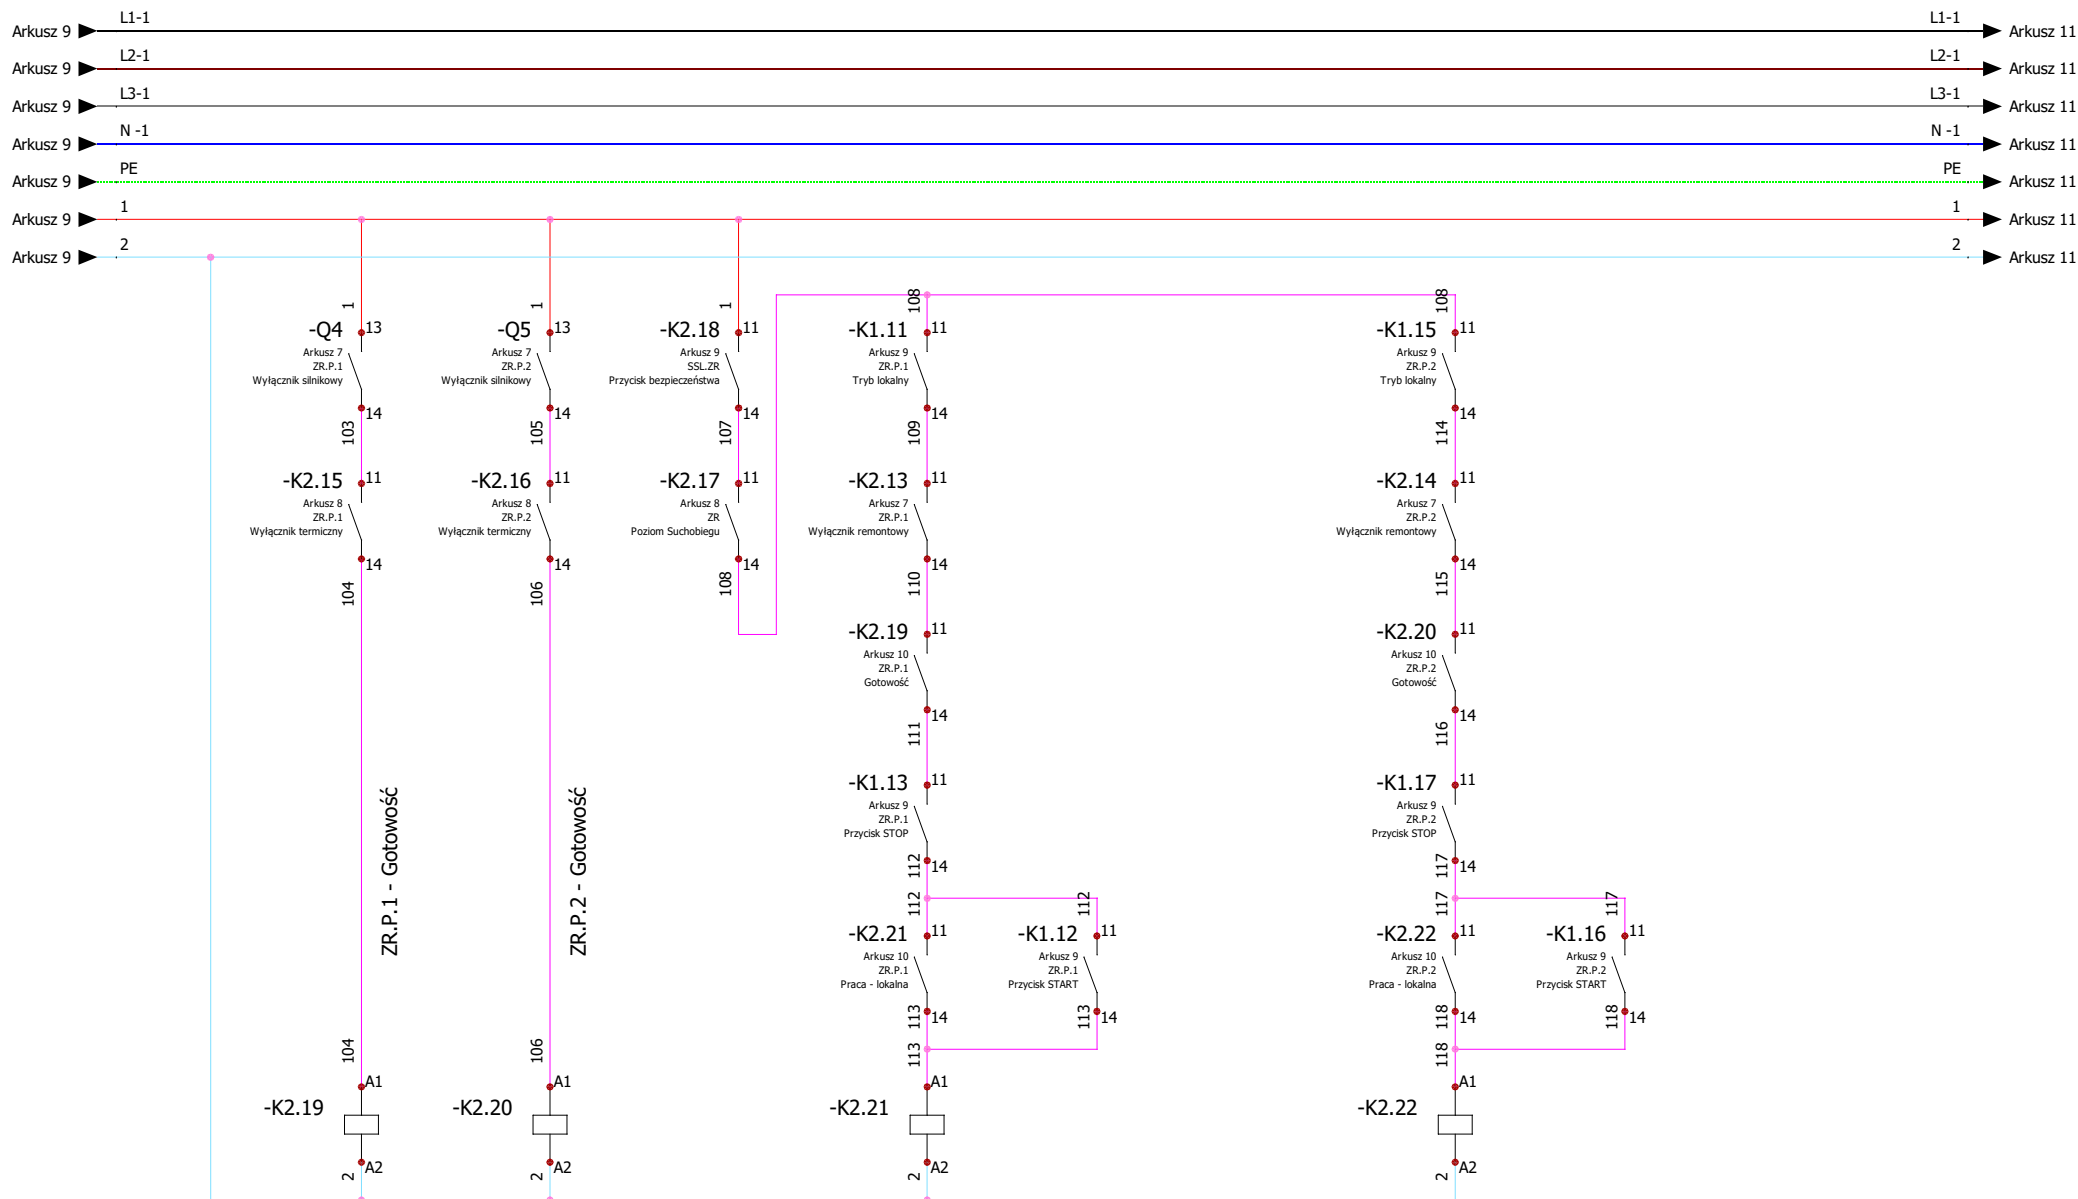 L1-1 L1-1
Arkusz 9 Arkusz 11
L2-1 L2-1
Arkusz 9 Arkusz 11
L3-1 L3-1
Arkusz 9 Arkusz 11
N -1 N -1
Arkusz 9 Arkusz 11
PE PE
Arkusz 9 Arkusz 11
1 1
Arkusz 9 Arkusz 11
2 2
Arkusz 9 Arkusz 11
1
-Q4 13
Arkusz 7
ZR.P.1
Wyłącznik silnikowy
14
103
-K2.15 11
Arkusz 8
ZR.P.1
Wyłącznik termiczny
14
104
ZR.P.1 - Gotowość
104
A1
-K2.19
A2
2
1
-Q5 13
Arkusz 7
ZR.P.2
Wyłącznik silnikowy
14
105
-K2.16 11
Arkusz 8
ZR.P.2
Wyłącznik termiczny
14
106
ZR.P.2 - Gotowość
106
A1
-K2.20
A2
2
1
-K2.18 11
Arkusz 9
SSL.ZR
Przycisk bezpieczeństwa
14
107
-K2.17 11
Arkusz 8
ZR
Poziom Suchobiegu
14
108
108
-K1.11 11
Arkusz 9
ZR.P.1
Tryb lokalny
14
109
-K2.13 11
Arkusz 7
ZR.P.1
Wyłącznik remontowy
14
110
-K2.19 11
Arkusz 10
ZR.P.1
Gotowość
14
111
-K1.13 11
Arkusz 9
ZR.P.1
Przycisk STOP
14
112
112
-K2.21 11
Arkusz 10
ZR.P.1
Praca - lokalna
14
113
112
-K1.12 11
Arkusz 9
ZR.P.1
Przycisk START
14
113
113
A1
-K2.21
A2
2
108
-K1.15 11
Arkusz 9
ZR.P.2
Tryb lokalny
14
114
-K2.14 11
Arkusz 7
ZR.P.2
Wyłącznik remontowy
14
115
-K2.20 11
Arkusz 10
ZR.P.2
Gotowość
14
116
-K1.17 11
Arkusz 9
ZR.P.2
Przycisk STOP
14
117
117
-K2.22 11
Arkusz 10
ZR.P.2
Praca - lokalna
14
118
117
-K1.16 11
Arkusz 9
ZR.P.2
Przycisk START
14
118
118
A1
-K2.22
A2
2